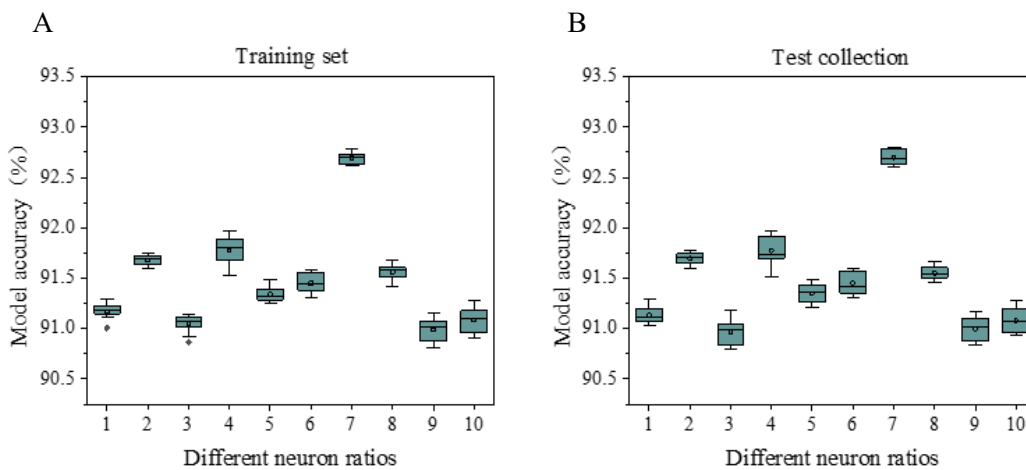 A
Training set
Model accuracy (%)
93.5
93.0
92.5
92.0
91.5
91.0
90.5
1 2 3 4 5 6 7 8 9 10
Different neuron ratios
B
Test collection
Model accuracy (%)
93.5
93.0
92.5
92.0
91.5
91.0
90.5
1 2 3 4 5 6 7 8 9 10
Different neuron ratios